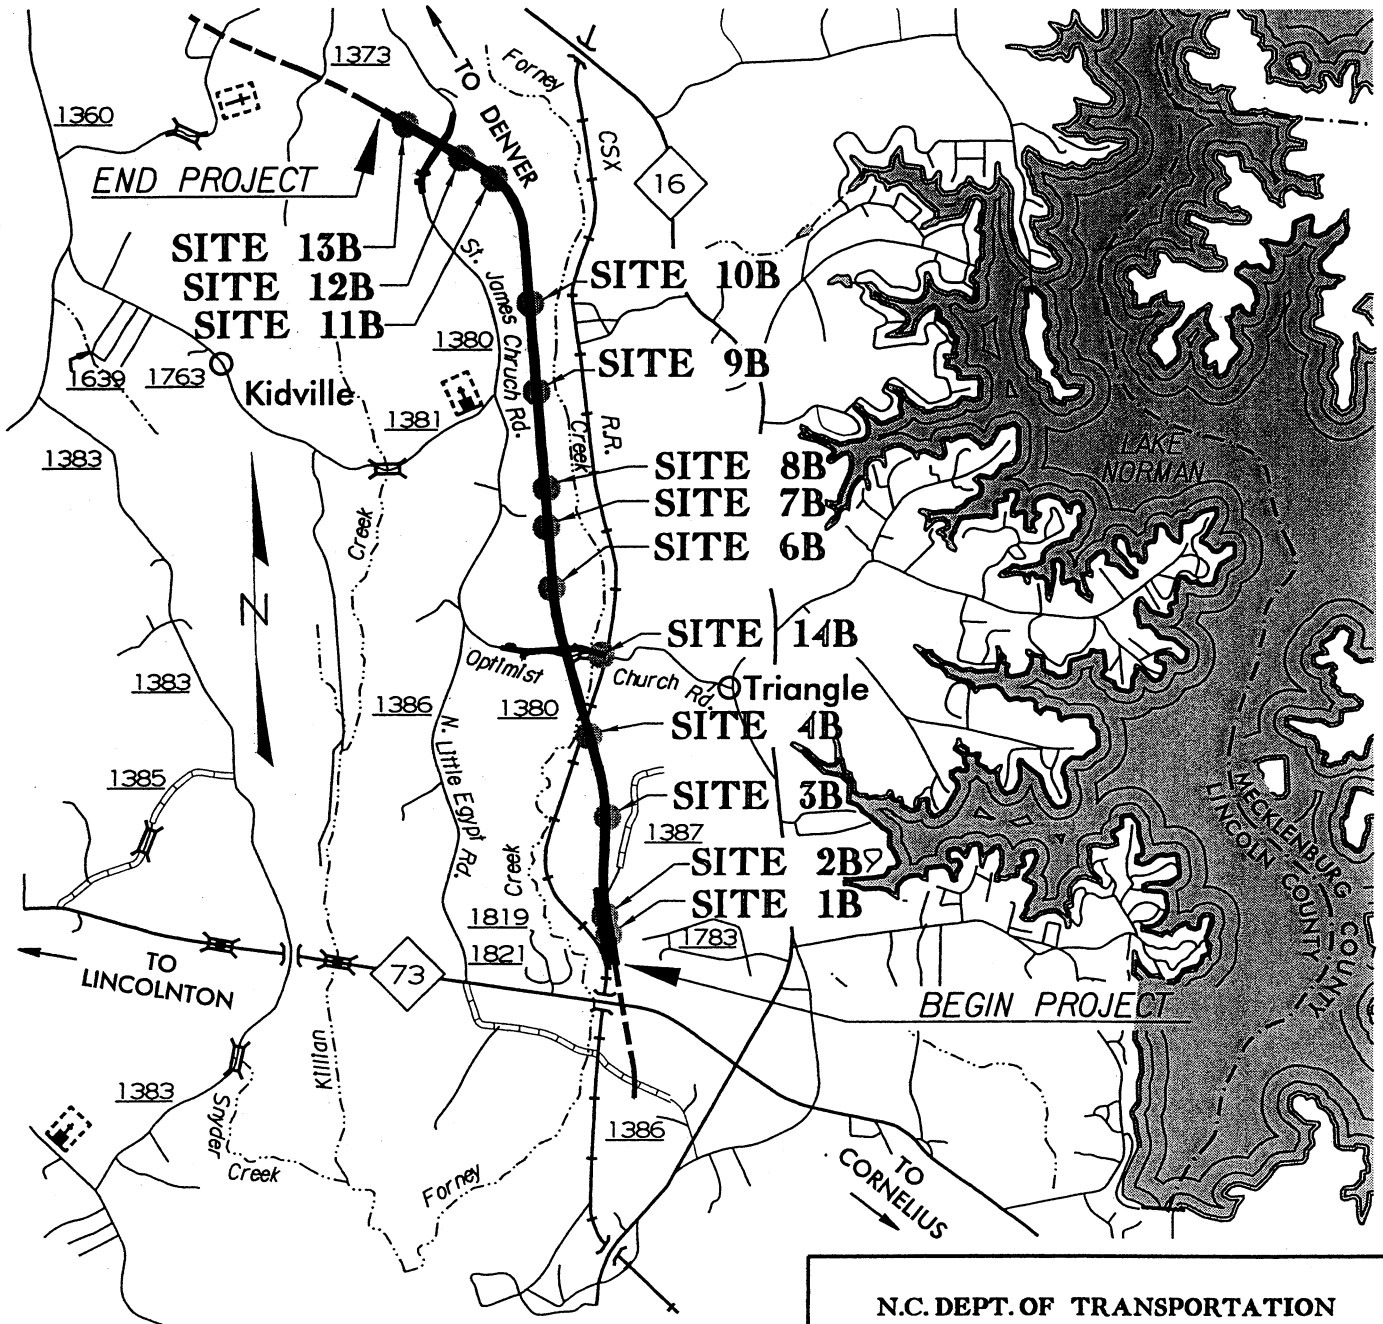 1373
1360
TO DENVER
Forney
CSX
16
END PROJECT
SITE 13B
SITE 12B
SITE 11B
SITE 10B
St. James Chruch Rd.
1380
SITE 9B
1639
1763
Kidville
1381
R.R.
Creek
1383
SITE 8B
SITE 7B
SITE 6B
LAKE
NORMAN
Creek
N
SITE 14B
Optimist
Church Rd.
Triangle
1383
1386
1380
SITE 4B
N. Little Egypt Rd.
1385
SITE 3B
1387
MECKLENBURG COUNTY
LINCOLN COUNTY
SITE 2B
SITE 1B
Creek
1819
1783
1821
TO
LINCOLNTON
73
BEGIN PROJECT
Killian
1383
Snyder
Creek
Forney
1386
TO
CORNELIUS
N.C. DEPT. OF TRANSPORTATION